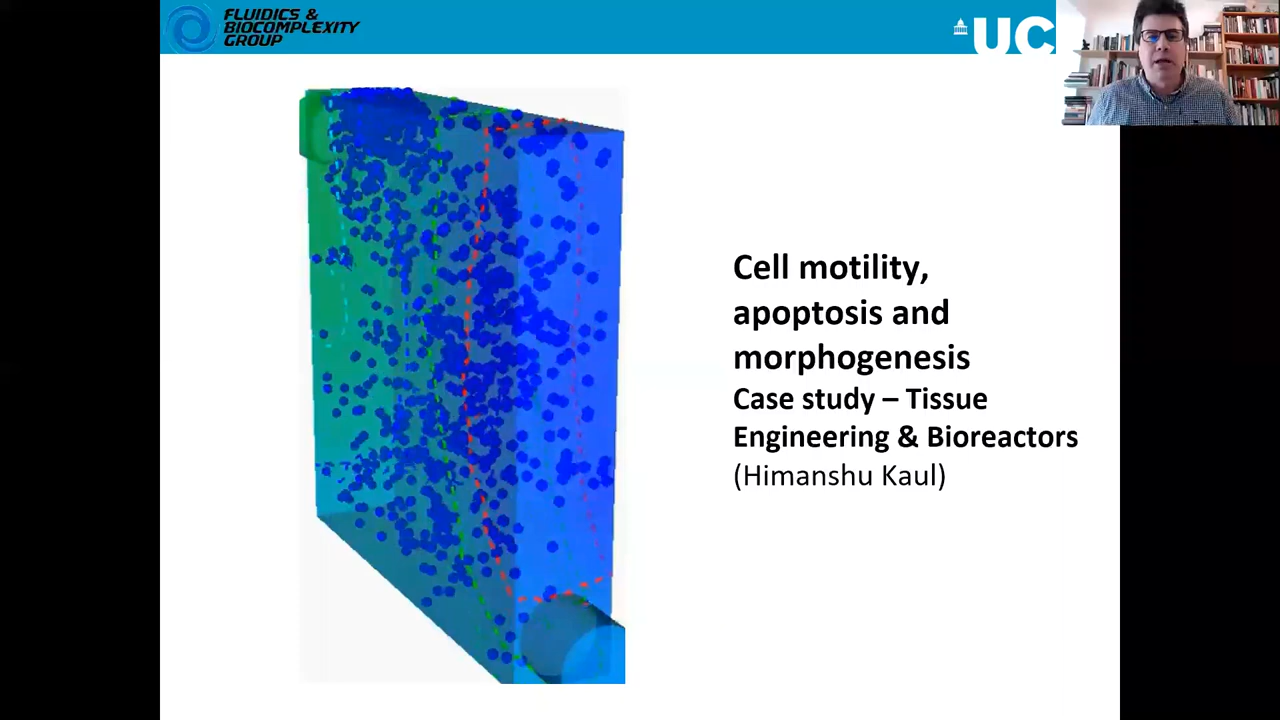 FLUIDICS &
BIOCOMPLEXITY
GROUP
UC
Cell motility,
apoptosis and
morphogenesis
Case study – Tissue
Engineering & Bioreactors
(Himanshu Kaul)